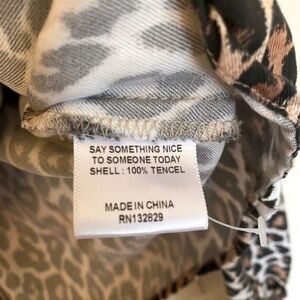 SAY SOMETHING NICE
TO SOMEONE TODAY
SHELL : 100% TENCEL
MADE IN CHINA
RN132829